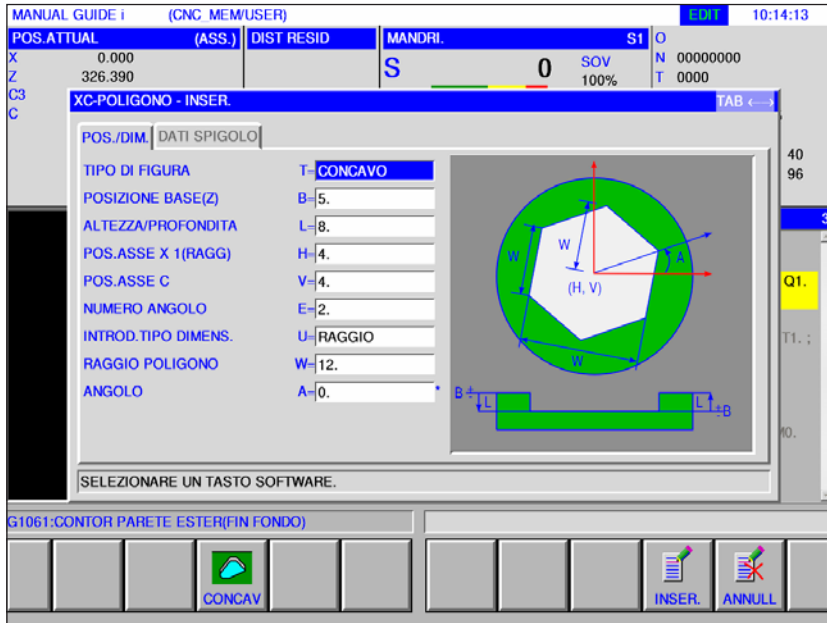 MANUAL GUIDE i (CNC_MEM/USER) EDIT 10:14:13
POS.ATTUAL (ASS.) DIST RESID MANDRI. S1 O
X 0.000 S 0 SOV N 00000000
Z 326.390 100% T 0000
C3
C
XC-POLIGONO - INSER. TAB ←→
POS./DIM. DATI SPIGOLO
TIPO DI FIGURA T=CONCAVO
POSIZIONE BASE(Z) B=5.
ALTEZZA/PROFONDITA L=8.
POS.ASSE X 1(RAGG) H=4.
POS.ASSE C V=4.
NUMERO ANGOLO E=2.
INTROD.TIPO DIMENS. U=RAGGIO
RAGGIO POLIGONO W=12.
ANGOLO A=0. °
W
W
A
(H, V)
W
B±
L
L
±B
40
96
3
Q1.
T1. ;
M0.
SELEZIONARE UN TASTO SOFTWARE.
G1061:CONTOR PARETE ESTER(FIN FONDO)
CONCAV INSER. ANNULL